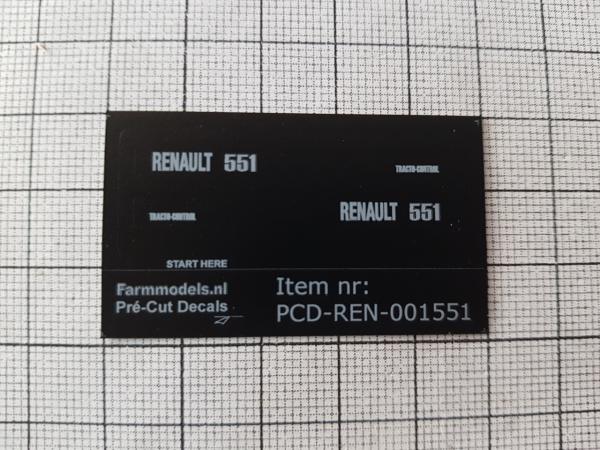 RENAULT 551
TRACTO-CONTROL
TRACTO-CONTROL
RENAULT 551
START HERE
Farmmodels.nl
Pré-Cut Decals
Item nr:
PCD-REN-001551